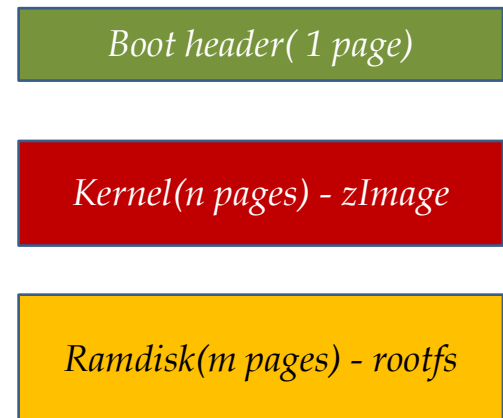 Boot header( 1 page)
Kernel(n pages) - zImage
Ramdisk(m pages) - rootfs